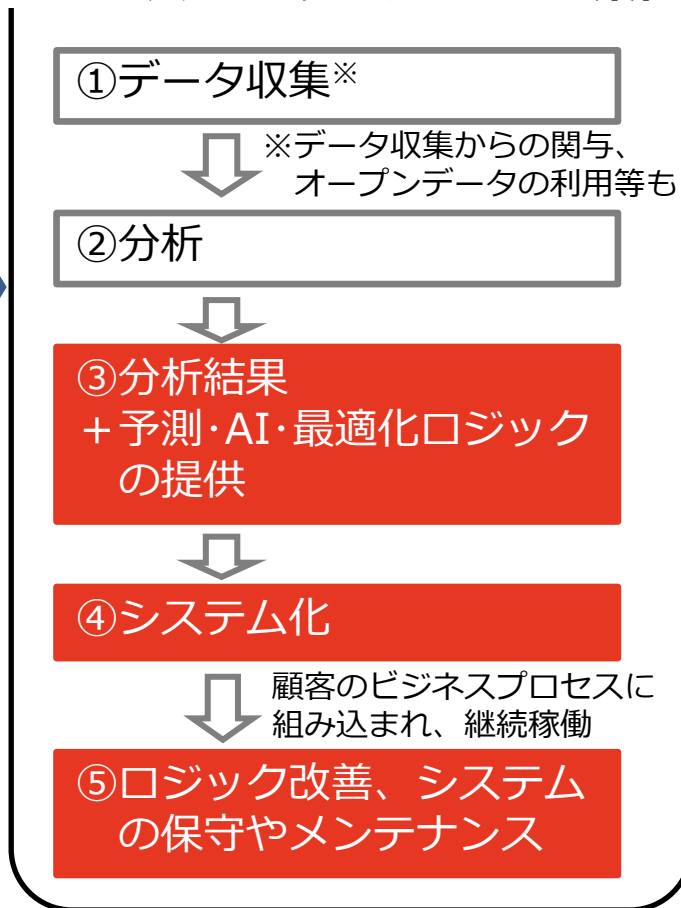 ①データ収集※
※データ収集からの関与、
オープンデータの利用等も
②分析
③分析結果
＋予測･AI･最適化ロジック
の提供
④システム化
顧客のビジネスプロセスに
組み込まれ、継続稼働
⑤ロジック改善、システム
の保守やメンテナンス